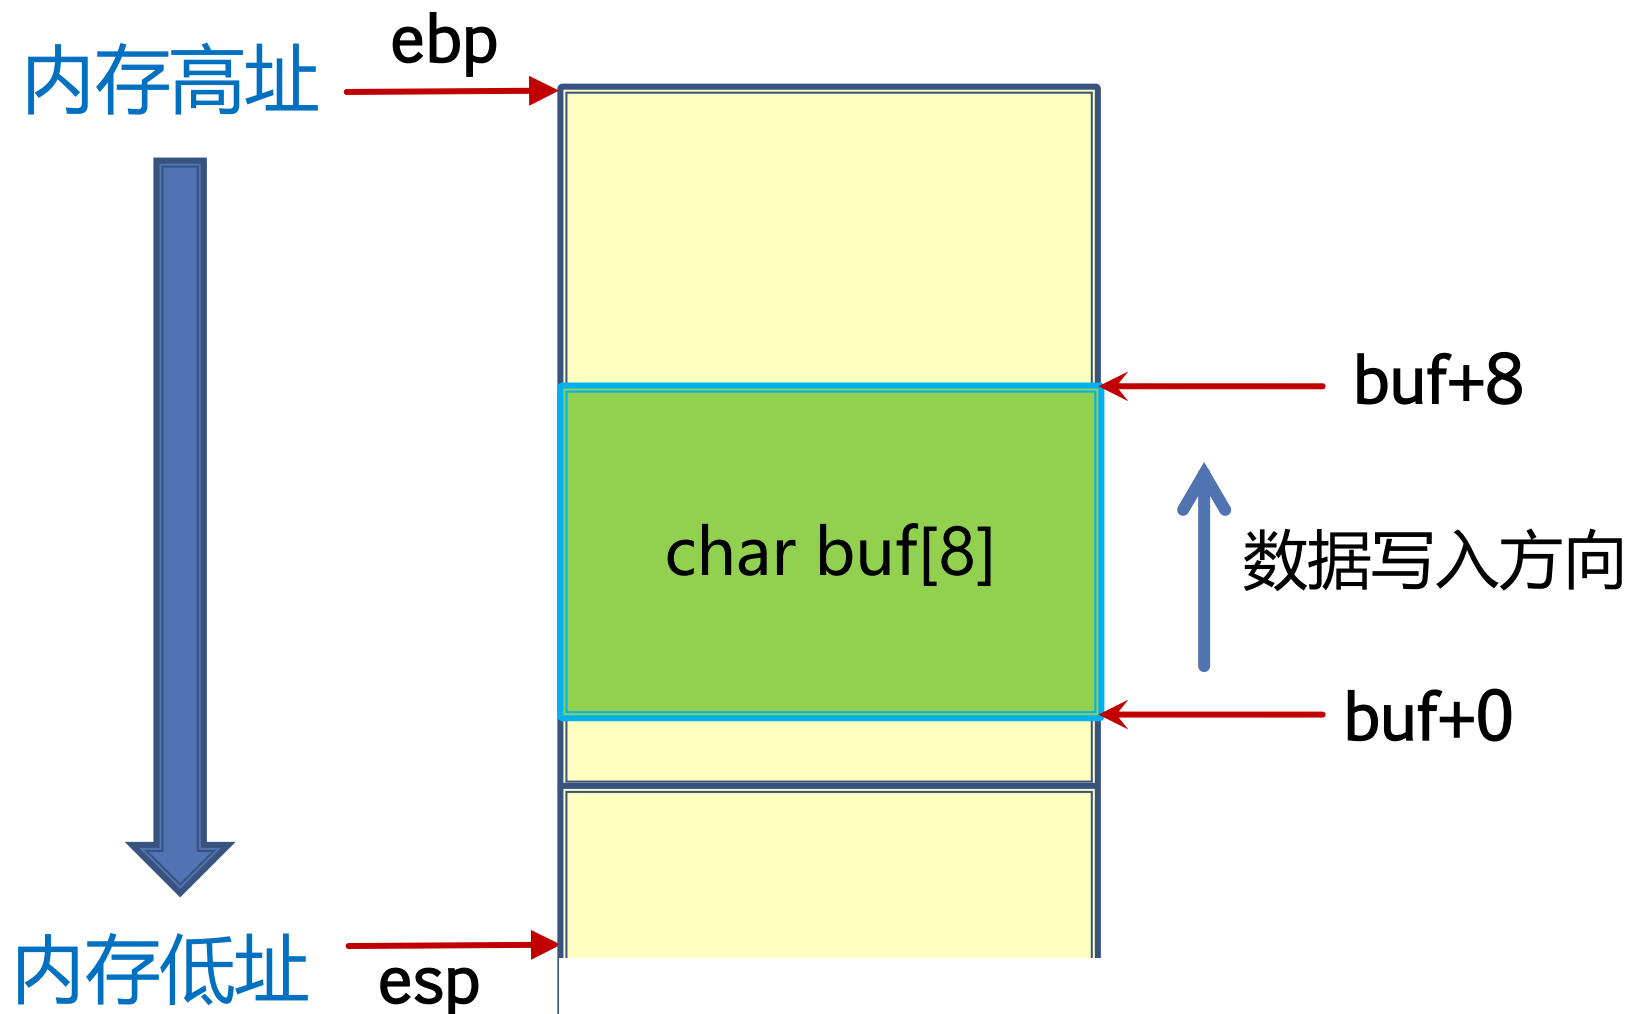 ebp
内存高址
buf+8
char buf[8]
数据写入方向
buf+0
内存低址
esp